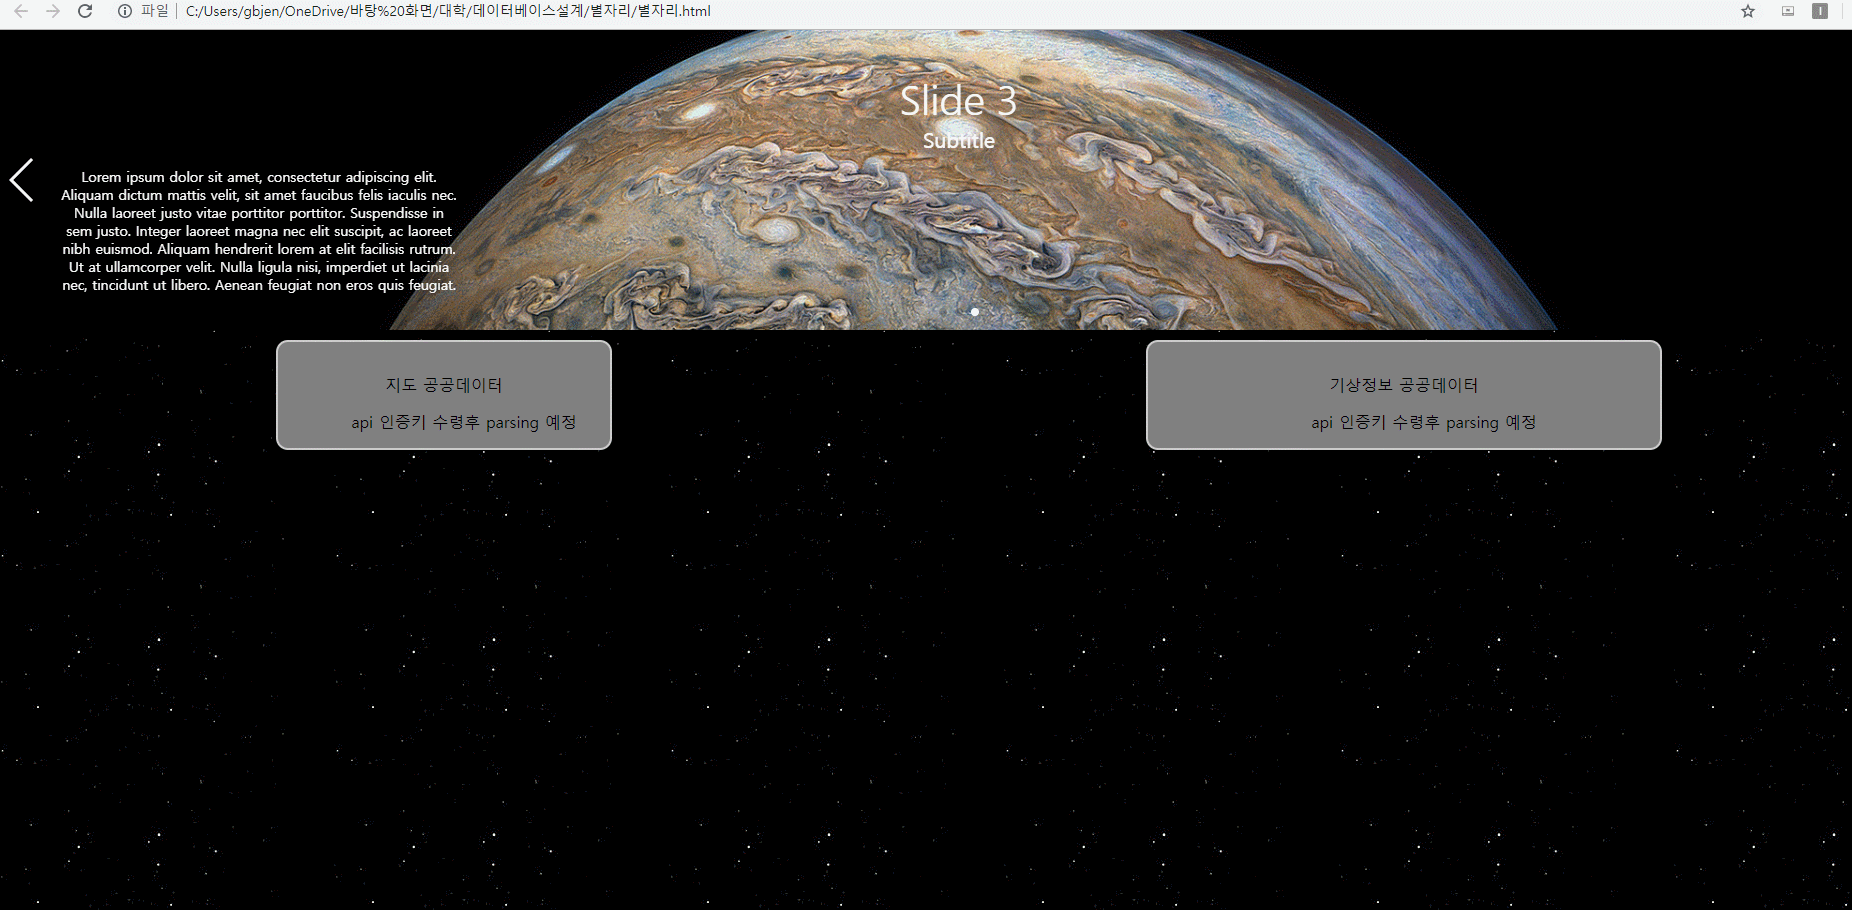 파일
C:/Users/gbjen/OneDrive/바탕%20화면/대학/데이터베이스설계/별자리/별자리.html
Slide 3
Subtitle
Lorem ipsum dolor sit amet, consectetur adipiscing elit.
Aliquam dictum mattis velit, sit amet faucibus felis iaculis nec.
Nulla laoreet justo vitae porttitor porttitor. Suspendisse in
sem justo. Integer laoreet magna nec elit suscipit, ac laoreet
nibh euismod. Aliquam hendrerit lorem at elit facilisis rutrum.
Ut at ullamcorper velit. Nulla ligula nisi, imperdiet ut lacinia
nec, tincidunt ut libero. Aenean feugiat non eros quis feugiat.
지도 공공데이터
api 인증키 수령후 parsing 예정
기상정보 공공데이터
api 인증키 수령후 parsing 예정